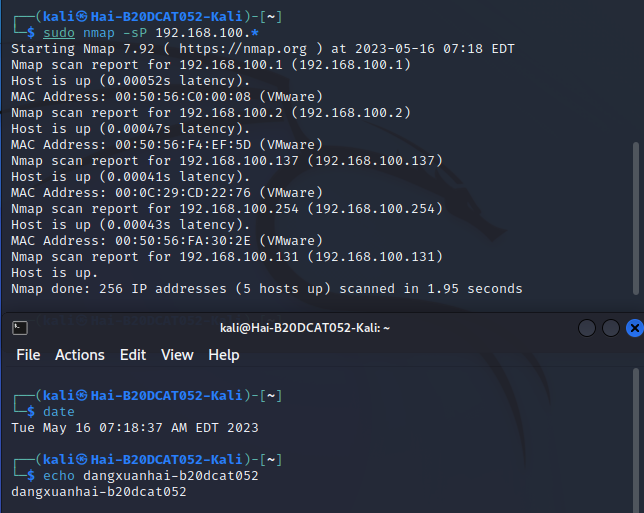 ┌──(kali㉿Hai-B20DCAT052-Kali)-[~]
└─$ sudo nmap -sP 192.168.100.*
Starting Nmap 7.92 ( https://nmap.org ) at 2023-05-16 07:18 EDT
Nmap scan report for 192.168.100.1 (192.168.100.1)
Host is up (0.00052s latency).
MAC Address: 00:50:56:C0:00:08 (VMware)
Nmap scan report for 192.168.100.2 (192.168.100.2)
Host is up (0.00047s latency).
MAC Address: 00:50:56:F4:EF:5D (VMware)
Nmap scan report for 192.168.100.137 (192.168.100.137)
Host is up (0.00041s latency).
MAC Address: 00:0C:29:CD:22:76 (VMware)
Nmap scan report for 192.168.100.254 (192.168.100.254)
Host is up (0.00043s latency).
MAC Address: 00:50:56:FA:30:2E (VMware)
Nmap scan report for 192.168.100.131 (192.168.100.131)
Host is up.
Nmap done: 256 IP addresses (5 hosts up) scanned in 1.95 seconds
kali@Hai-B20DCAT052-Kali: ~
File Actions Edit View Help
┌──(kali㉿Hai-B20DCAT052-Kali)-[~]
└─$ date
Tue May 16 07:18:37 AM EDT 2023
┌──(kali㉿Hai-B20DCAT052-Kali)-[~]
└─$ echo dangxuanhai-b20dcat052
dangxuanhai-b20dcat052